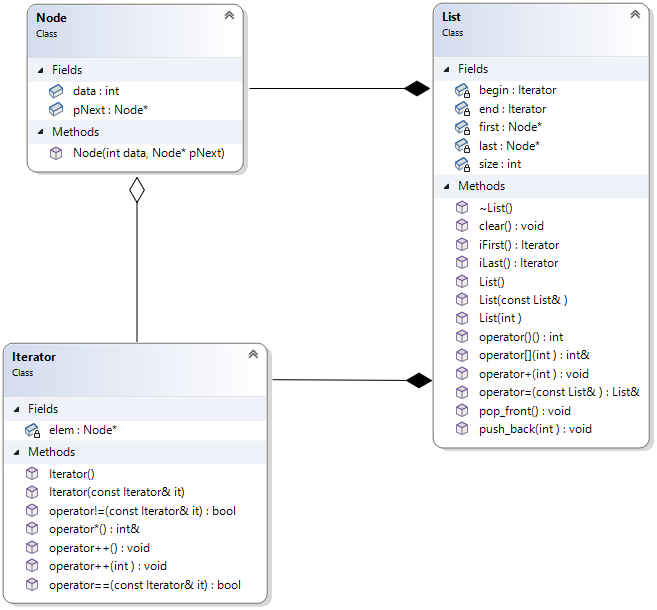 Node
Class
Fields
data : int
pNext : Node*
Methods
Node(int data, Node* pNext)
List
Class
Fields
begin : Iterator
end : Iterator
first : Node*
last : Node*
size : int
Methods
~List()
clear() : void
iFirst() : Iterator
iLast() : Iterator
List()
List(const List& )
List(int )
operator()() : int
operator[](int ) : int&
operator+(int ) : void
operator=(const List& ) : List&
pop_front() : void
push_back(int ) : void
Iterator
Class
Fields
elem : Node*
Methods
Iterator()
Iterator(const Iterator& it)
operator!=(const Iterator& it) : bool
operator*() : int&
operator++() : void
operator++(int ) : void
operator==(const Iterator& it) : bool